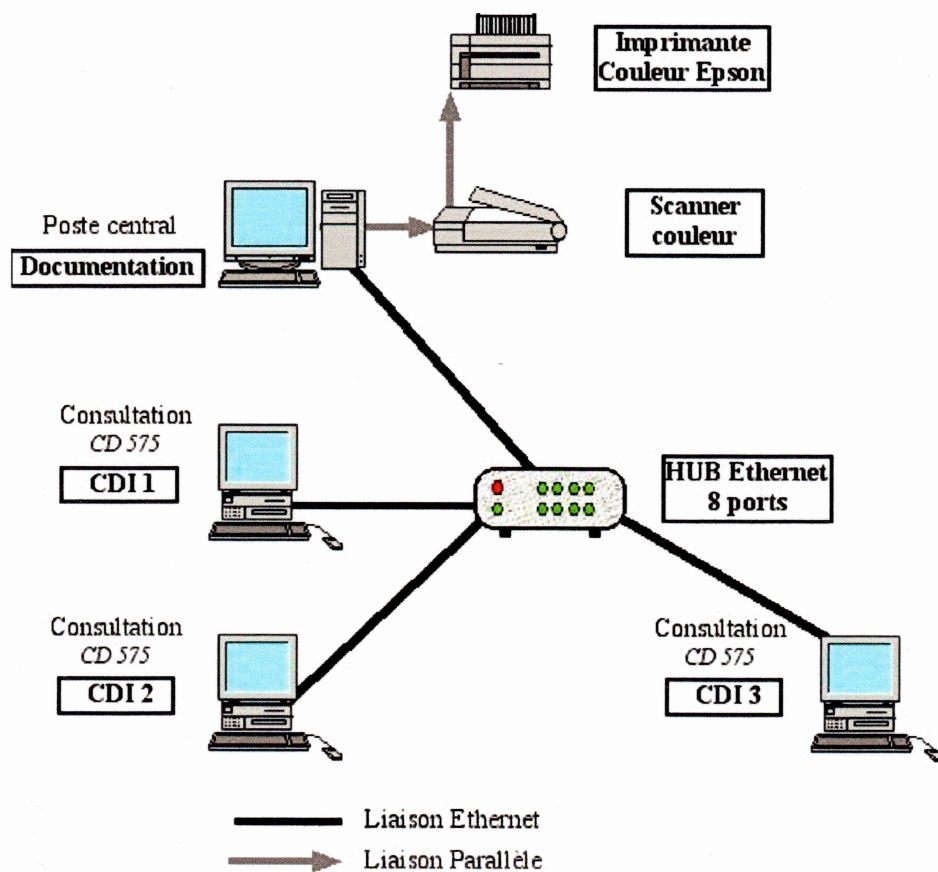 Imprimante
Couleur Epson
Scanner
couleur
Poste central
Documentation
Consultation
CD 575
CDI 1
HUB Ethernet
8 ports
Consultation
CD 575
CDI 2
Consultation
CD 575
CDI 3
Liaison Ethernet
Liaison Parallèle